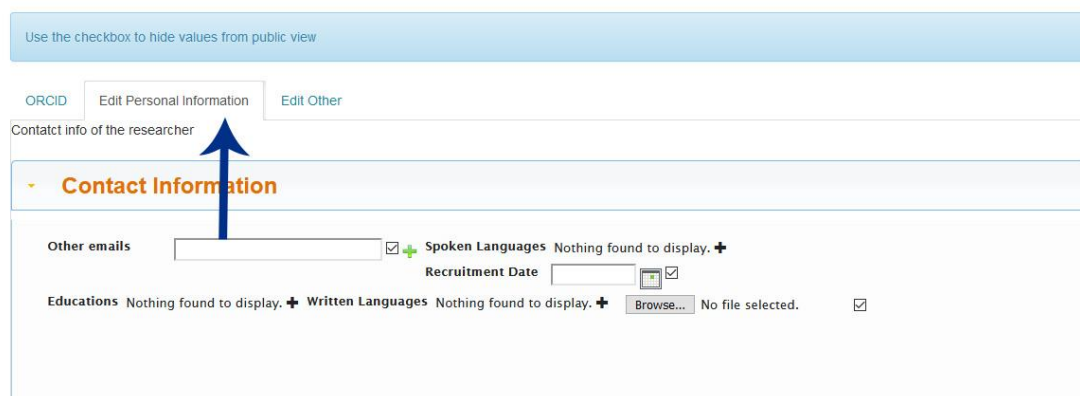 Use the checkbox to hide values from public view
ORCID Edit Personal Information Edit Other
Contatct info of the researcher
Contact Information
Other emails Spoken Languages Nothing found to display.
Recruitment Date
Educations Nothing found to display. Written Languages Nothing found to display. Browse... No file selected.